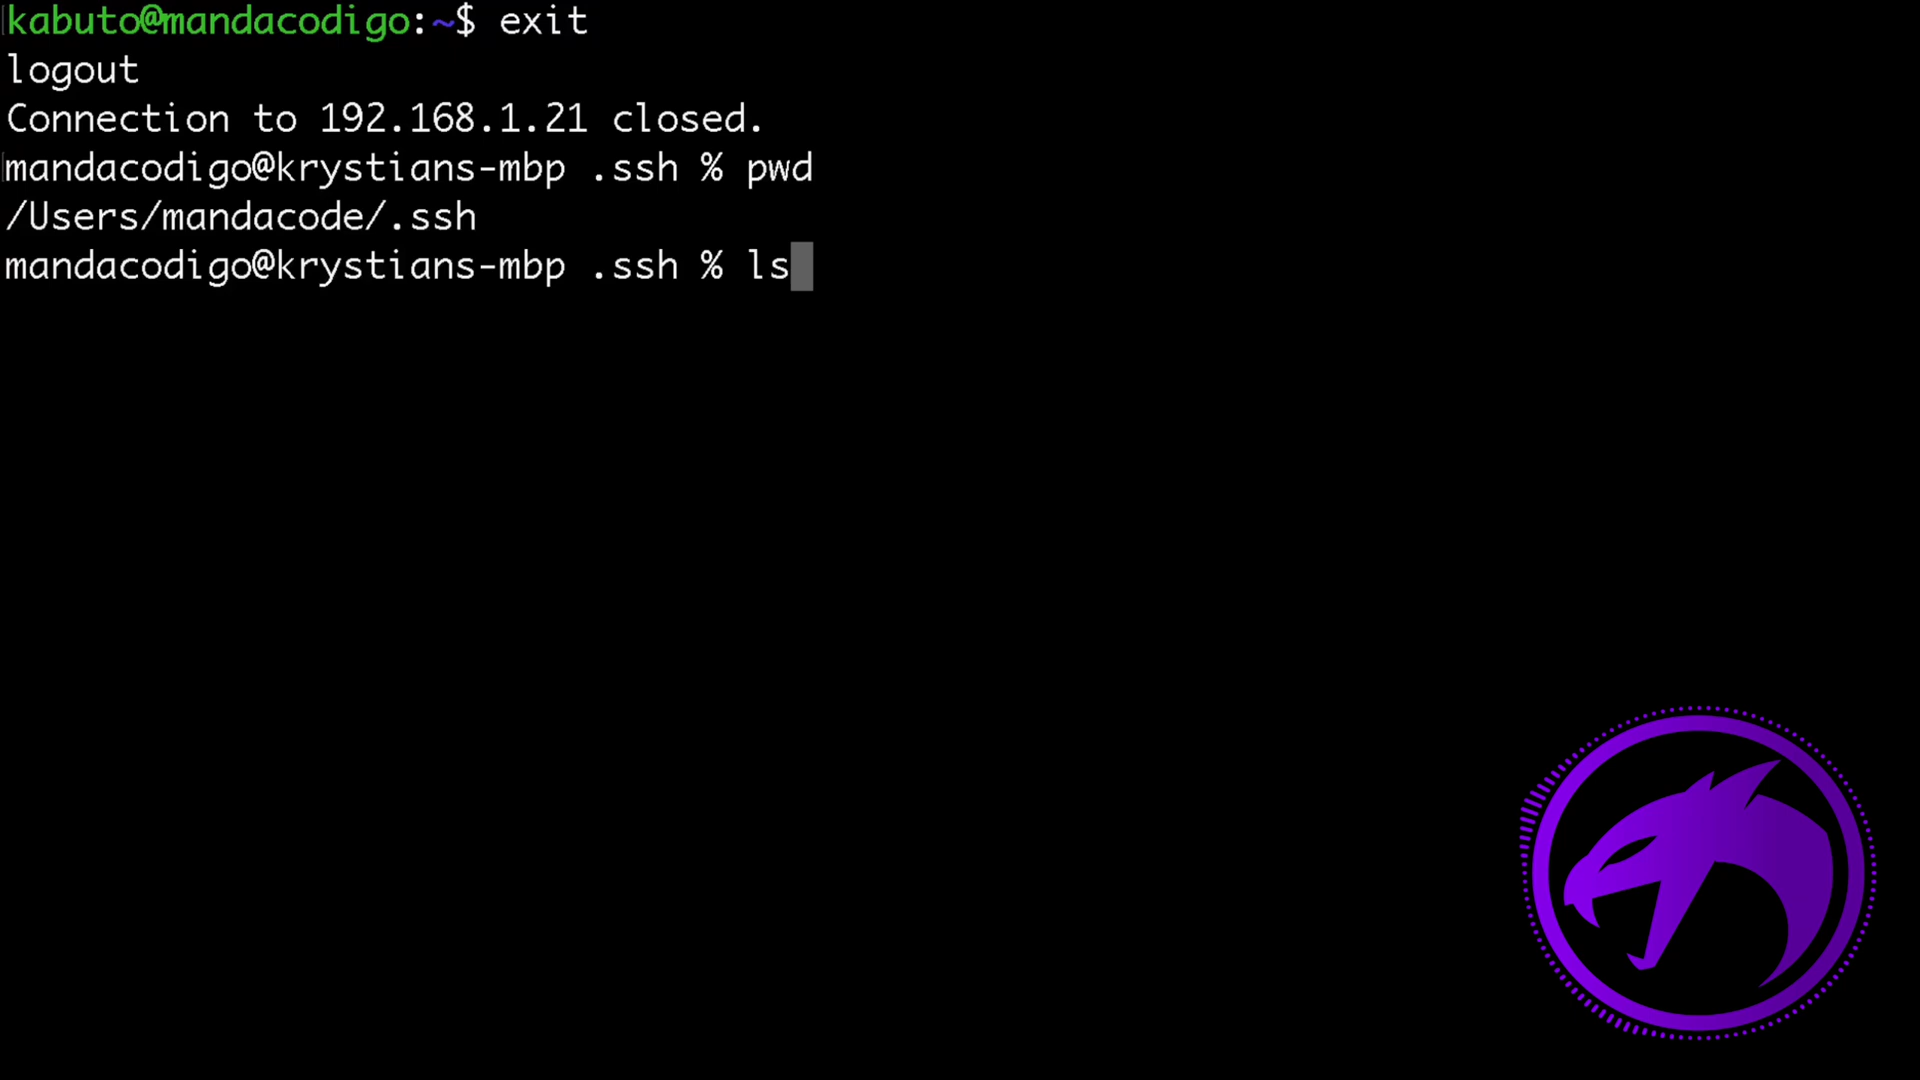 kabuto@mandacodigo:~$ exit
logout
Connection to 192.168.1.21 closed.
mandacodigo@krystians-mbp .ssh % pwd
/Users/mandacode/.ssh
mandacodigo@krystians-mbp .ssh % ls